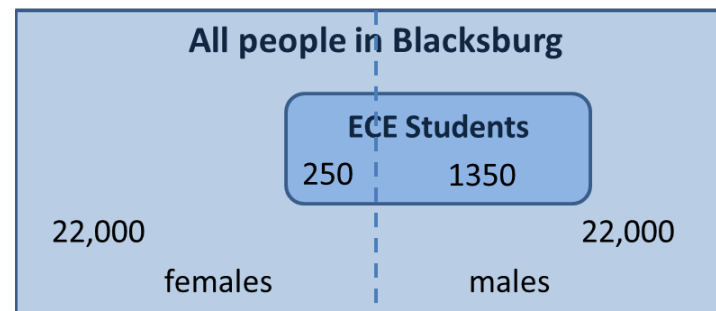 All people in Blacksburg
ECE Students
250 1350
22,000 22,000
females males